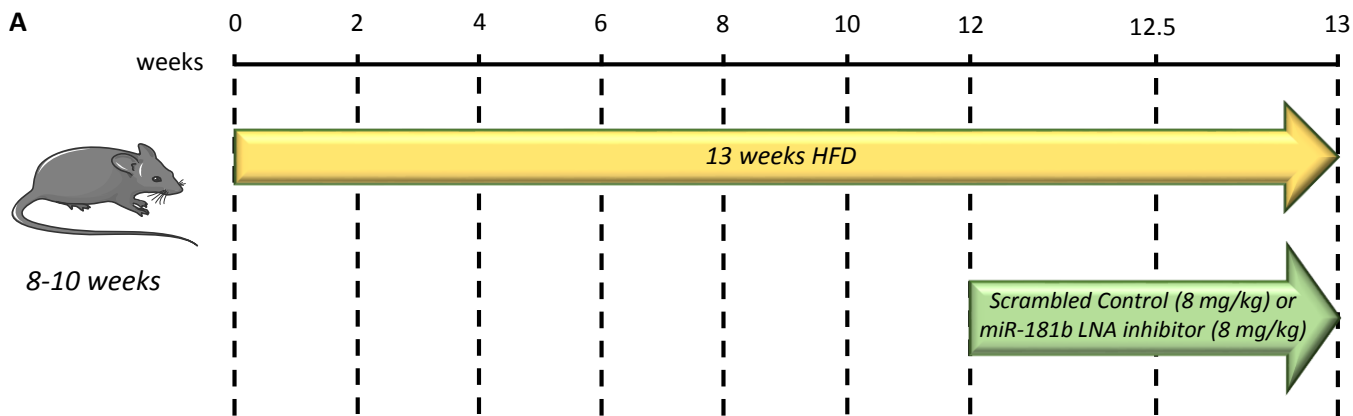 A
0 2 4 6 8 10 12 12.5 13
weeks
13 weeks HFD
8-10 weeks
Scrambled Control (8 mg/kg) or
miR-181b LNA inhibitor (8 mg/kg)